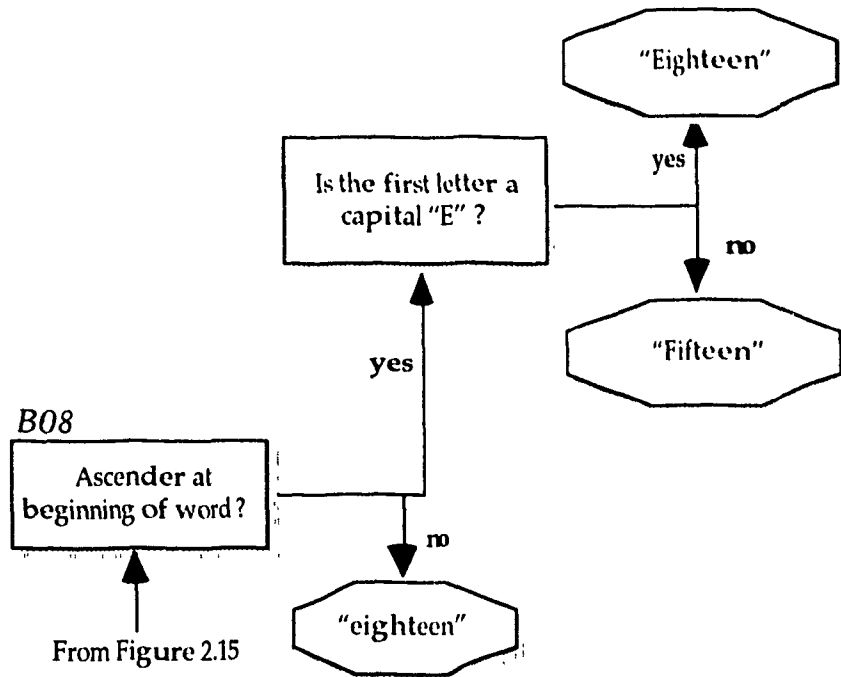 “Eighteen”
yes
Is the first letter a
capital “E” ?
no
“Fifteen”
yes
B08
Ascender at
beginning of word?
no
“eighteen”
From Figure 2.15